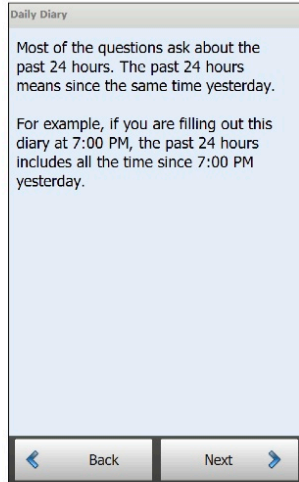 Daily Diary
Most of the questions ask about the
past 24 hours. The past 24 hours
means since the same time yesterday.
For example, if you are filling out this
diary at 7:00 PM, the past 24 hours
includes all the time since 7:00 PM
yesterday.
Back
Next